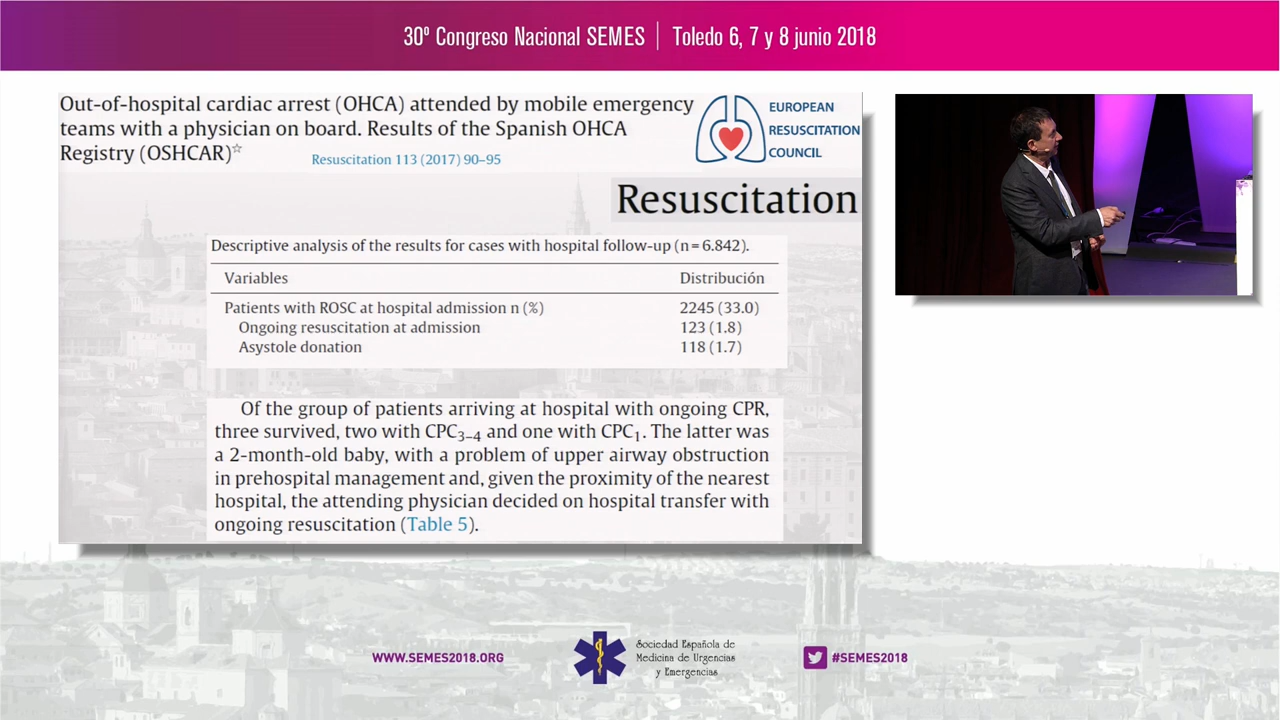 30º Congreso Nacional SEMES | Toledo 6, 7 y 8 junio 2018
Out-of-hospital cardiac arrest (OHCA) attended by mobile emergency
teams with a physician on board. Results of the Spanish OHCA
Registry (OSHCAR)☆
Resuscitation 113 (2017) 90–95
EUROPEAN
RESUSCITATION
COUNCIL
Resuscitation
Descriptive analysis of the results for cases with hospital follow-up (n = 6.842).
Variables Distribución
Patients with ROSC at hospital admission n (%) 2245 (33.0)
Ongoing resuscitation at admission 123 (1.8)
Asystole donation 118 (1.7)
Of the group of patients arriving at hospital with ongoing CPR,
three survived, two with CPC3–4 and one with CPC1. The latter was
a 2-month-old baby, with a problem of upper airway obstruction
in prehospital management and, given the proximity of the nearest
hospital, the attending physician decided on hospital transfer with
ongoing resuscitation (Table 5).
WWW.SEMES2018.ORG
Sociedad Española de
Medicina de Urgencias
y Emergencias
#SEMES2018